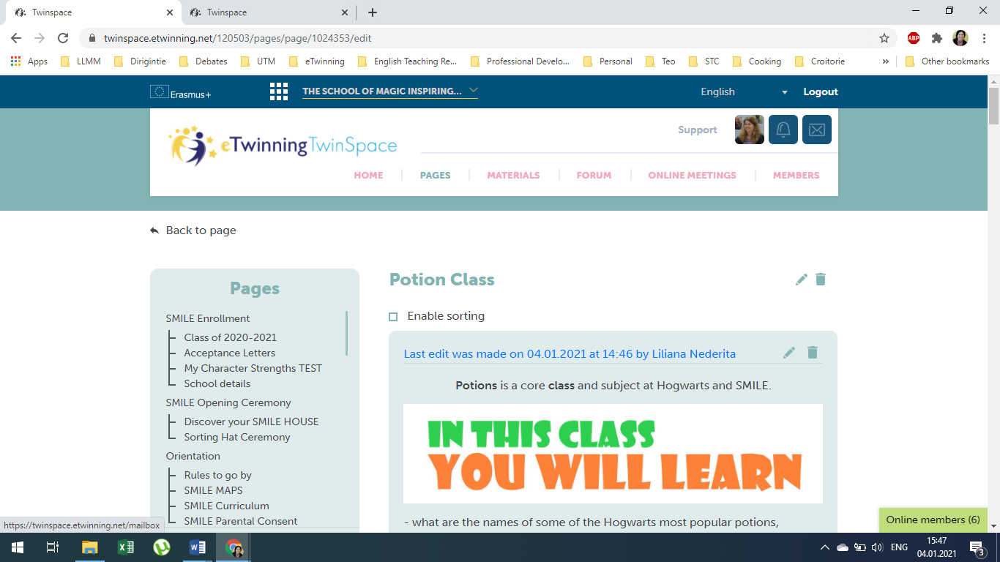 Twinspace
Twinspace
twinspace.etwinning.net/120503/pages/page/1024353/edit
ABP
Apps
LLMM
Dirigintie
Debates
UTM
eTwinning
English Teaching Re...
Professional Develo...
Personal
Teo
STC
Cooking
Croitorie
»
Other bookmarks
Erasmus+
THE SCHOOL OF MAGIC INSPIRING...
English
Logout
eTwinningTwinSpace
Support
HOME
PAGES
MATERIALS
FORUM
ONLINE MEETINGS
MEMBERS
Back to page
Pages
SMILE Enrollment
Class of 2020-2021
Acceptance Letters
My Character Strengths TEST
School details
SMILE Opening Ceremony
Discover your SMILE HOUSE
Sorting Hat Ceremony
Orientation
Rules to go by
SMILE MAPS
SMILE Curriculum
SMILE Parental Consent
Potion Class
Enable sorting
Last edit was made on 04.01.2021 at 14:46 by Liliana Nederita
Potions is a core class and subject at Hogwarts and SMILE.
IN THIS CLASS
YOU WILL LEARN
- what are the names of some of the Hogwarts most popular potions,
https://twinspace.etwinning.net/mailbox
Online members (6)
ENG
15:47
04.01.2021
3